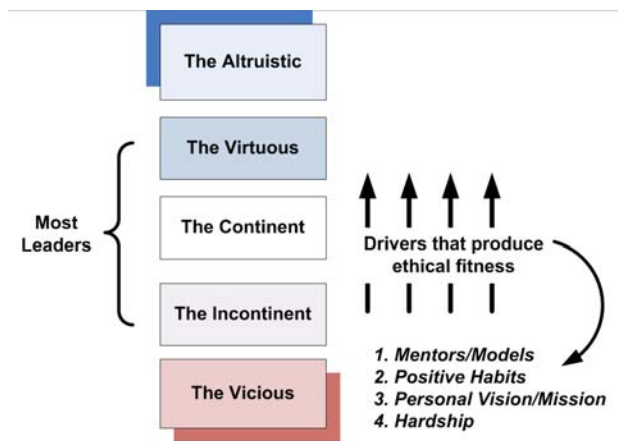 The Altruistic
The Virtuous
Most
Leaders
The Continent
Drivers that produce
ethical fitness
The Incontinent
The Vicious
1. Mentors/Models
2. Positive Habits
3. Personal Vision/Mission
4. Hardship